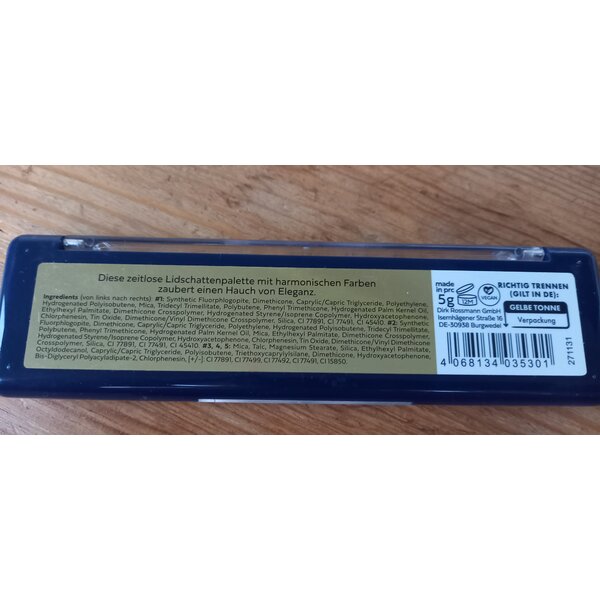 Diese zeitlose Lidschattenpalette mit harmonischen Farben
zaubert einen Hauch von Eleganz.
Ingredients (von links nach rechts): #1: Synthetic Fluorphlogopite, Dimethicone, Caprylic/Capric Triglyceride, Polyethylene,
Hydrogenated Polyisobutene, Mica, Tridecyl Trimellitate, Polybutene, Phenyl Trimethicone, Hydrogenated Palm Kernel Oil,
Ethylhexyl Palmitate, Dimethicone Crosspolymer, Hydrogenated Styrene/Isoprene Copolymer, Hydroxyacetophenone,
Chlorphenesin, Tin Oxide, Dimethicone/Vinyl Dimethicone Crosspolymer, Silica, CI 77891, CI 77491, CI 45410. #2: Synthetic
Fluorphlogopite, Dimethicone, Caprylic/Capric Triglyceride, Polyethylene, Hydrogenated Polyisobutene, Tridecyl Trimellitate,
Polybutene, Phenyl Trimethicone, Hydrogenated Palm Kernel Oil, Mica, Ethylhexyl Palmitate, Dimethicone Crosspolymer,
Hydrogenated Styrene/Isoprene Copolymer, Hydroxyacetophenone, Chlorphenesin, Tin Oxide, Dimethicone/Vinyl Dimethicone
Crosspolymer, Silica, CI 77891, CI 77491, CI 45410. #3, 4, 5: Mica, Talc, Magnesium Stearate, Silica, Ethylhexyl Palmitate,
Octyldodecanol, Caprylic/Capric Triglyceride, Polyisobutene, Triethoxycaprylylsilane, Dimethicone, Hydroxyacetophenone,
Bis-Diglyceryl Polyacyladipate-2, Chlorphenesin, [+/-] CI 77891, CI 77499, CI 77492, CI 77491, CI 15850.
made
in prc
5g
12M
VEGAN
Dirk Rossmann GmbH
Isernhägener Straße 16
DE-30938 Burgwedel
RICHTIG TRENNEN
(GILT IN DE):
GELBE TONNE
Verpackung
4 068134 035301
271131